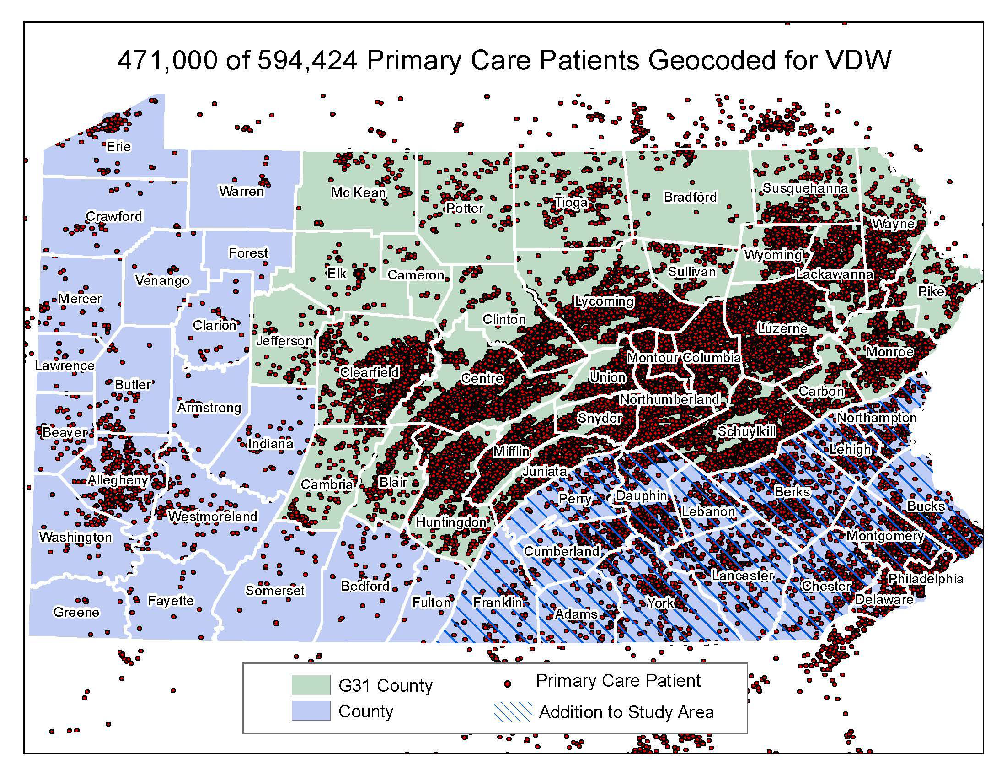 471,000 of 594,424 Primary Care Patients Geocoded for VDW
Erie
Warren
Mc Kean
Potter
Tioga
Bradford
Susquehanna
Wayne
Crawford
Forest
Elk
Cameron
Sullivan
Wyoming
Lackawanna
Venango
Mercer
Clarion
Jefferson
Clinton
Lycoming
Luzerne
Pike
Lawrence
Butler
Clearfield
Centre
Union
Montour
Columbia
Monroe
Carbon
Armstrong
Northumberland
Snyder
Northampton
Beaver
Indiana
Mifflin
Schuylkill
Lehigh
Allegheny
Cambria
Blair
Juniata
Perry
Dauphin
Berks
Westmoreland
Huntingdon
Lebanon
Bucks
Washington
Cumberland
Montgomery
Greene
Fayette
Somerset
Bedford
Fulton
Franklin
Adams
York
Lancaster
Chester
Philadelphia
Delaware
G31 County
Primary Care Patient
County
Addition to Study Area